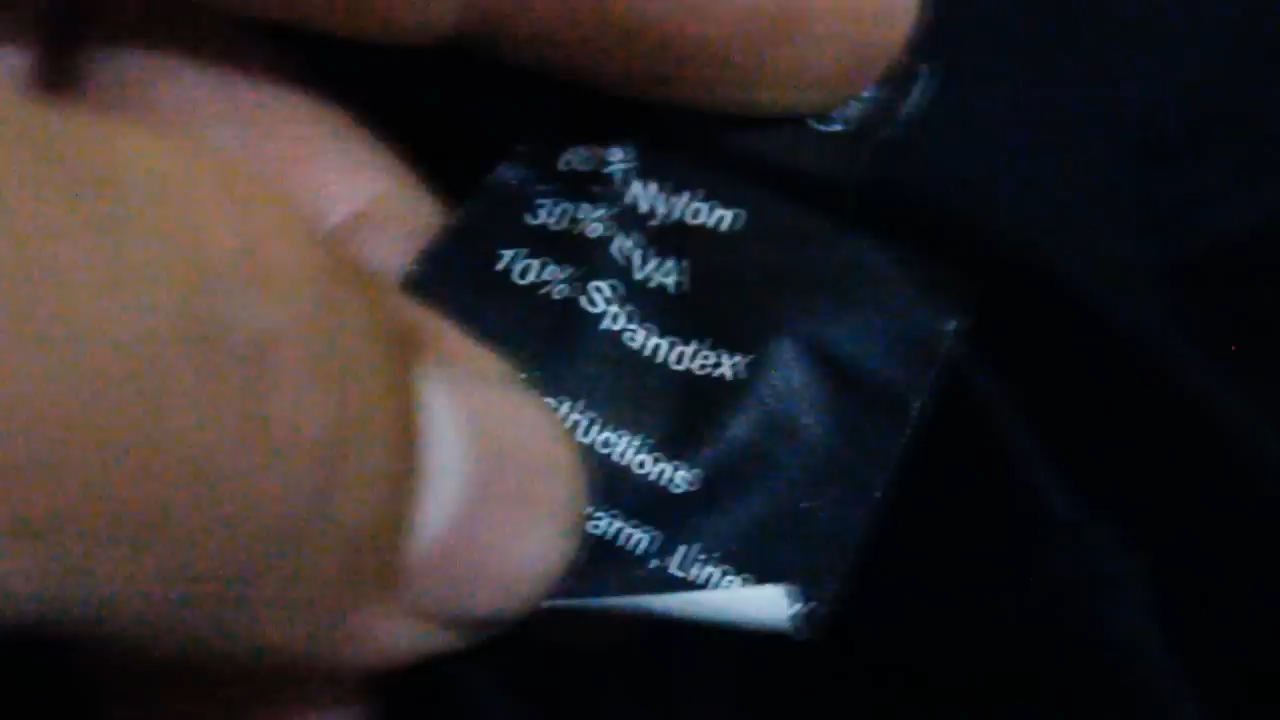 60% Nylon
30% EVA
10% Spandex
structions
arm, Line